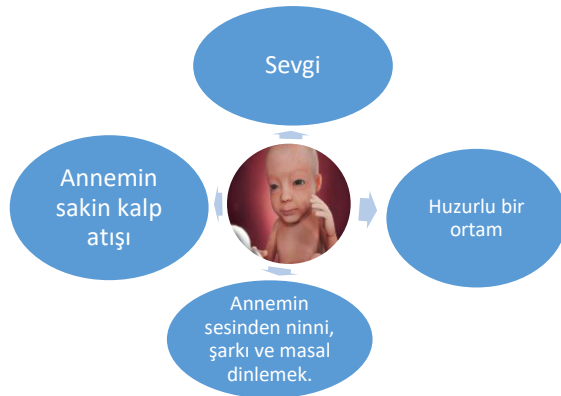 Sevgi
Annemin
sakin kalp
atışı
Huzurlu bir
ortam
Annemin
sesinden ninni,
şarkı ve masal
dinlemek.